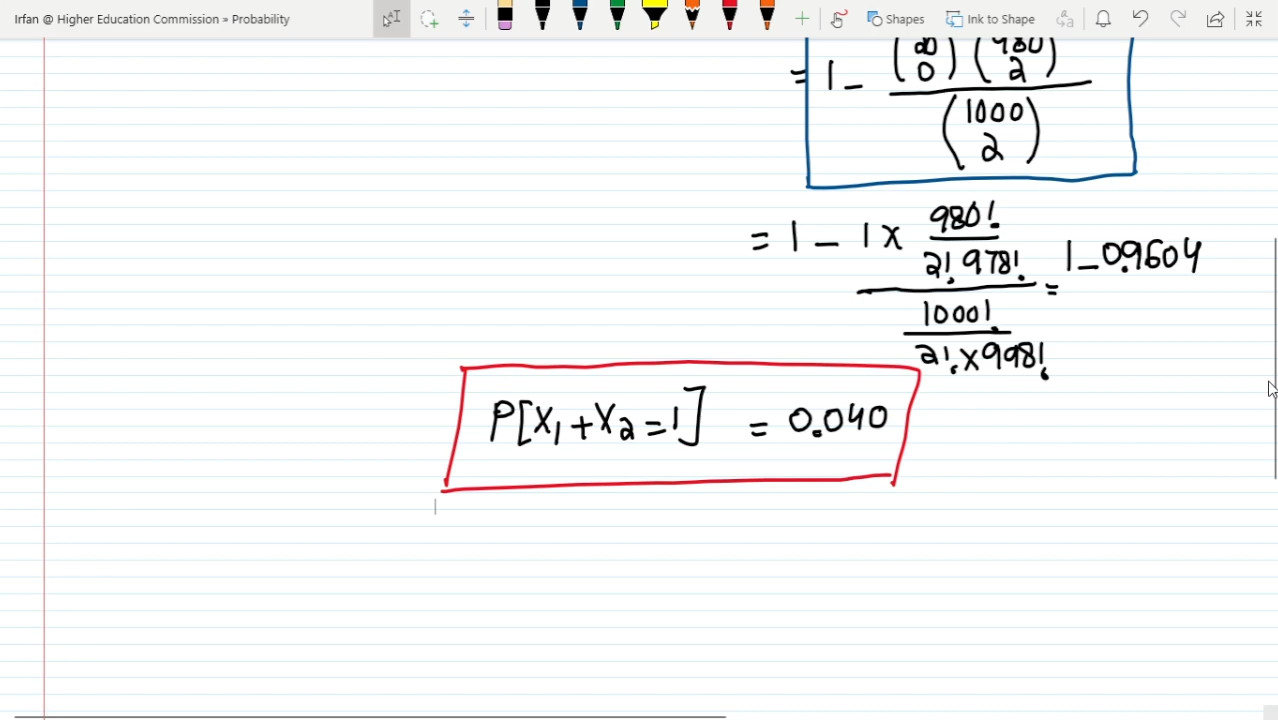 Irfan @ Higher Education Commission » Probability
Shapes
Ink to Shape
= 1 - (20 0) (980 2)
(1000 2)
= 1 - 1 x 980! / 2! 978!
1000! / 2! x 998!
= 1 - 0.9604
P[X1 + X2 = 1] = 0.040